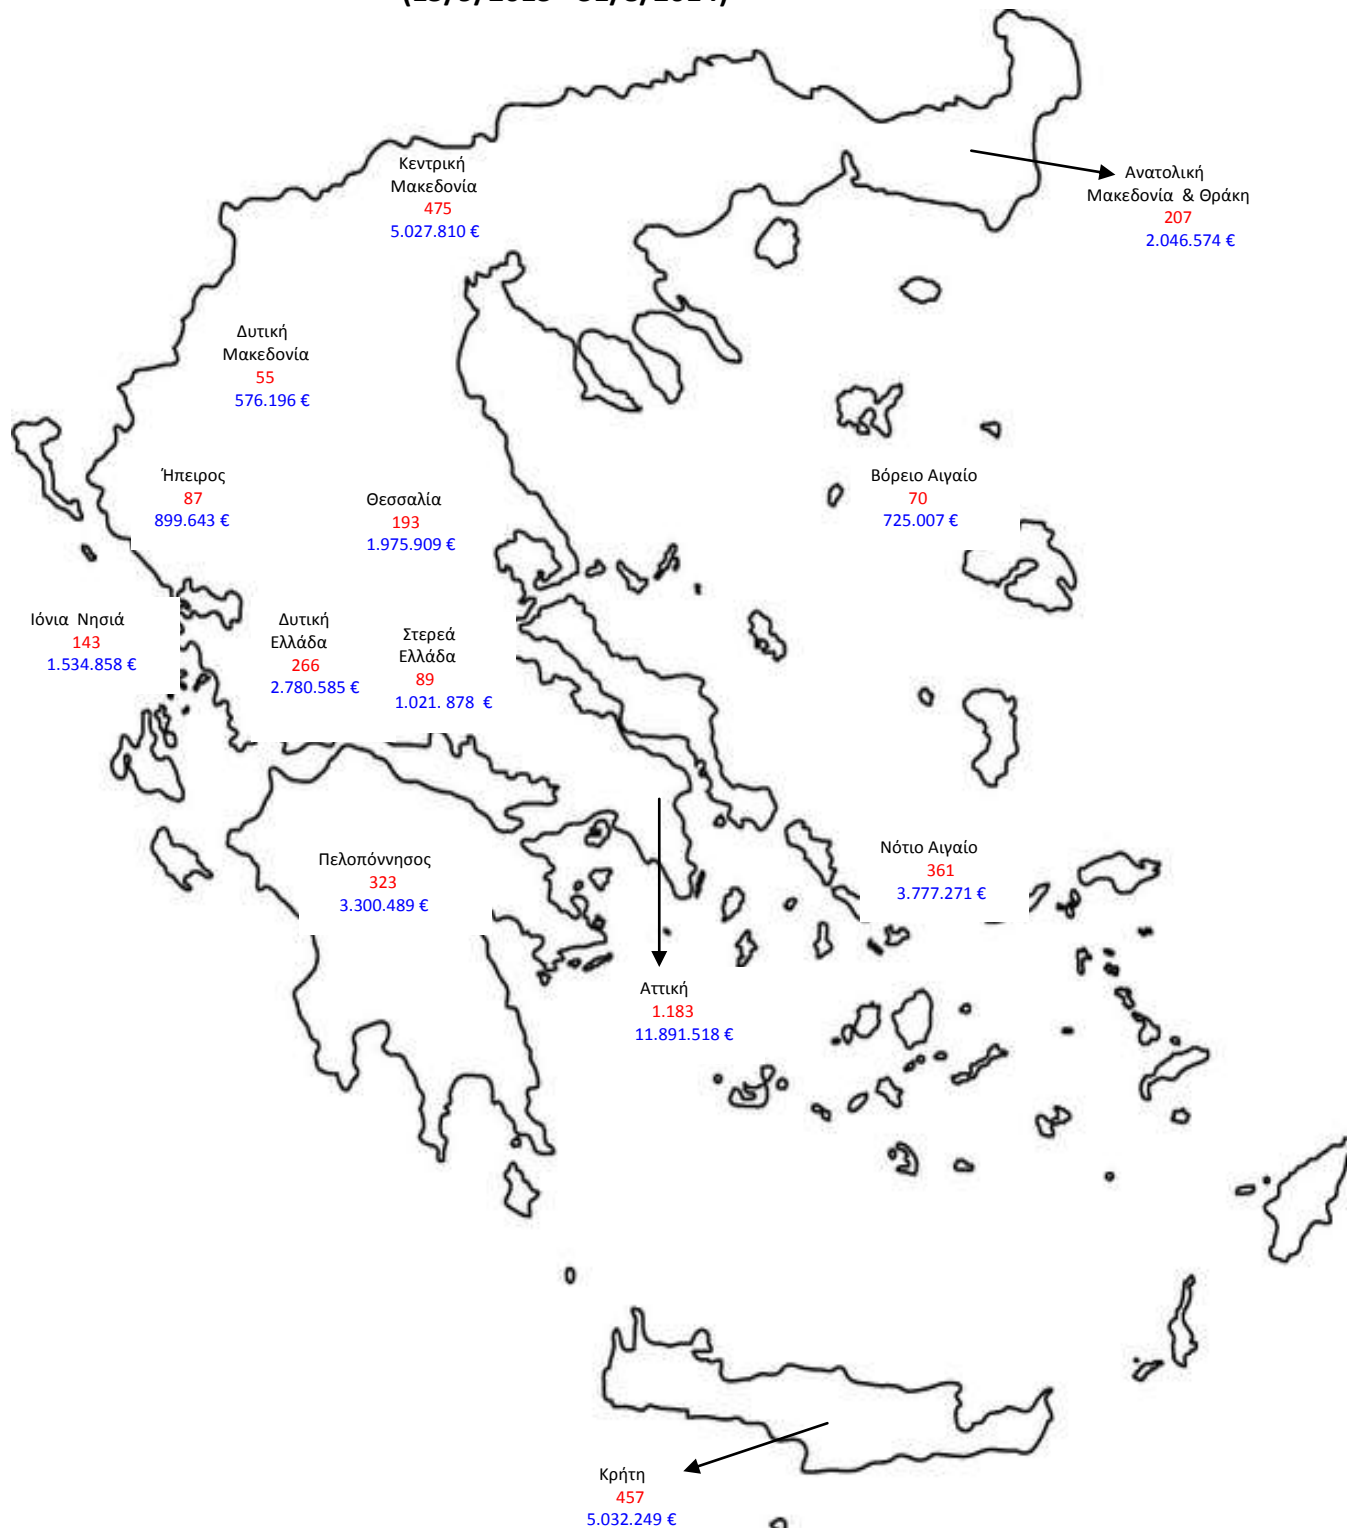 Κεντρική
Μακεδονία
475
5.027.810 €
Ανατολική
Μακεδονία & Θράκη
207
2.046.574 €
Δυτική
Μακεδονία
55
576.196 €
Ήπειρος
87
899.643 €
Θεσσαλία
193
1.975.909 €
Βόρειο Αιγαίο
70
725.007 €
Ιόνια Νησιά
143
1.534.858 €
Δυτική
Ελλάδα
266
2.780.585 €
Στερεά
Ελλάδα
89
1.021. 878 €
Πελοπόννησος
323
3.300.489 €
Νότιο Αιγαίο
361
3.777.271 €
Αττική
1.183
11.891.518 €
Κρήτη
457
5.032.249 €